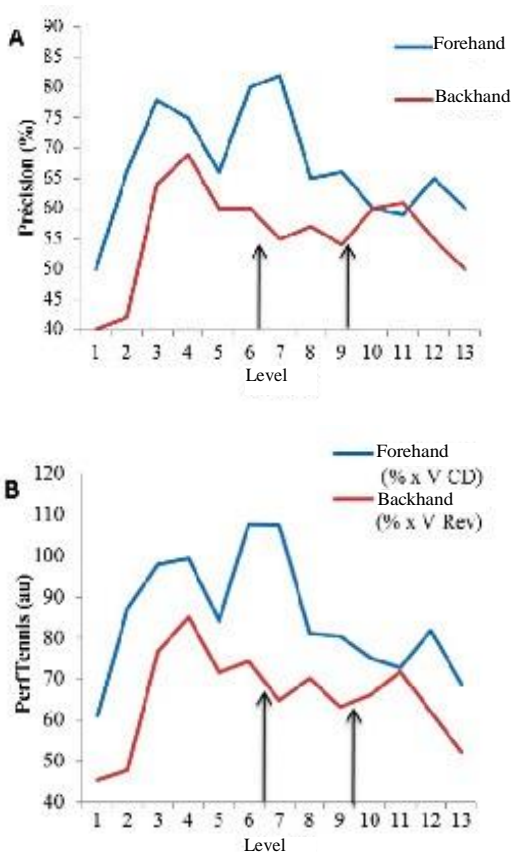 A
90
85
80
75
70
65
60
55
50
45
40
Précision (%)
Forehand
Backhand
1 2 3 4 5 6 7 8 9 10 11 12 13
Level
B
120
110
100
90
80
70
60
50
40
PerfTennis (au)
Forehand
(% x V CD)
Backhand
(% x V Rev)
1 2 3 4 5 6 7 8 9 10 11 12 13
Level